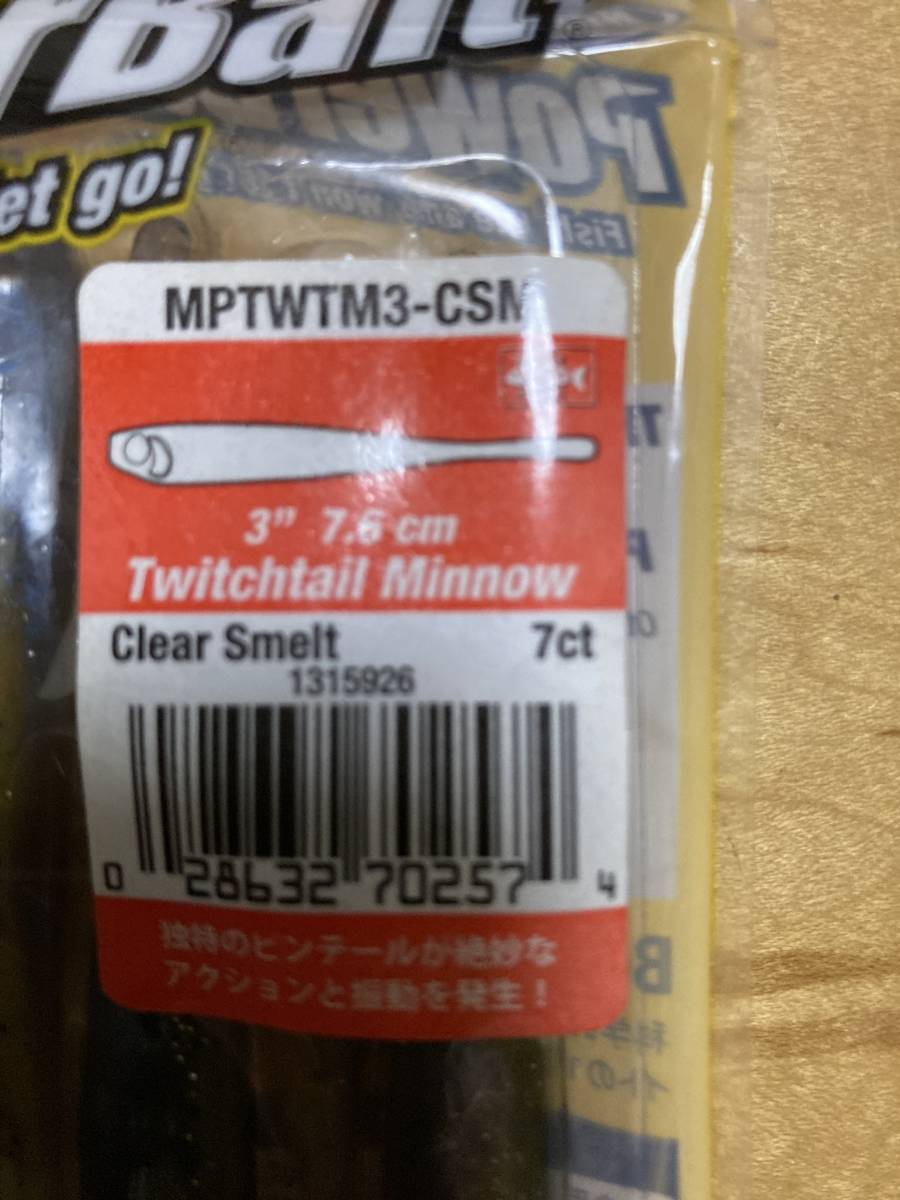 rBait®
et go!
MPTWTM3-CSM
3” 7.6 cm
Twitchtail Minnow
Clear Smelt 7ct
1315926
0 28632 70257 4
独特のピンテールが絶妙な
アクションと振動を発生！
B